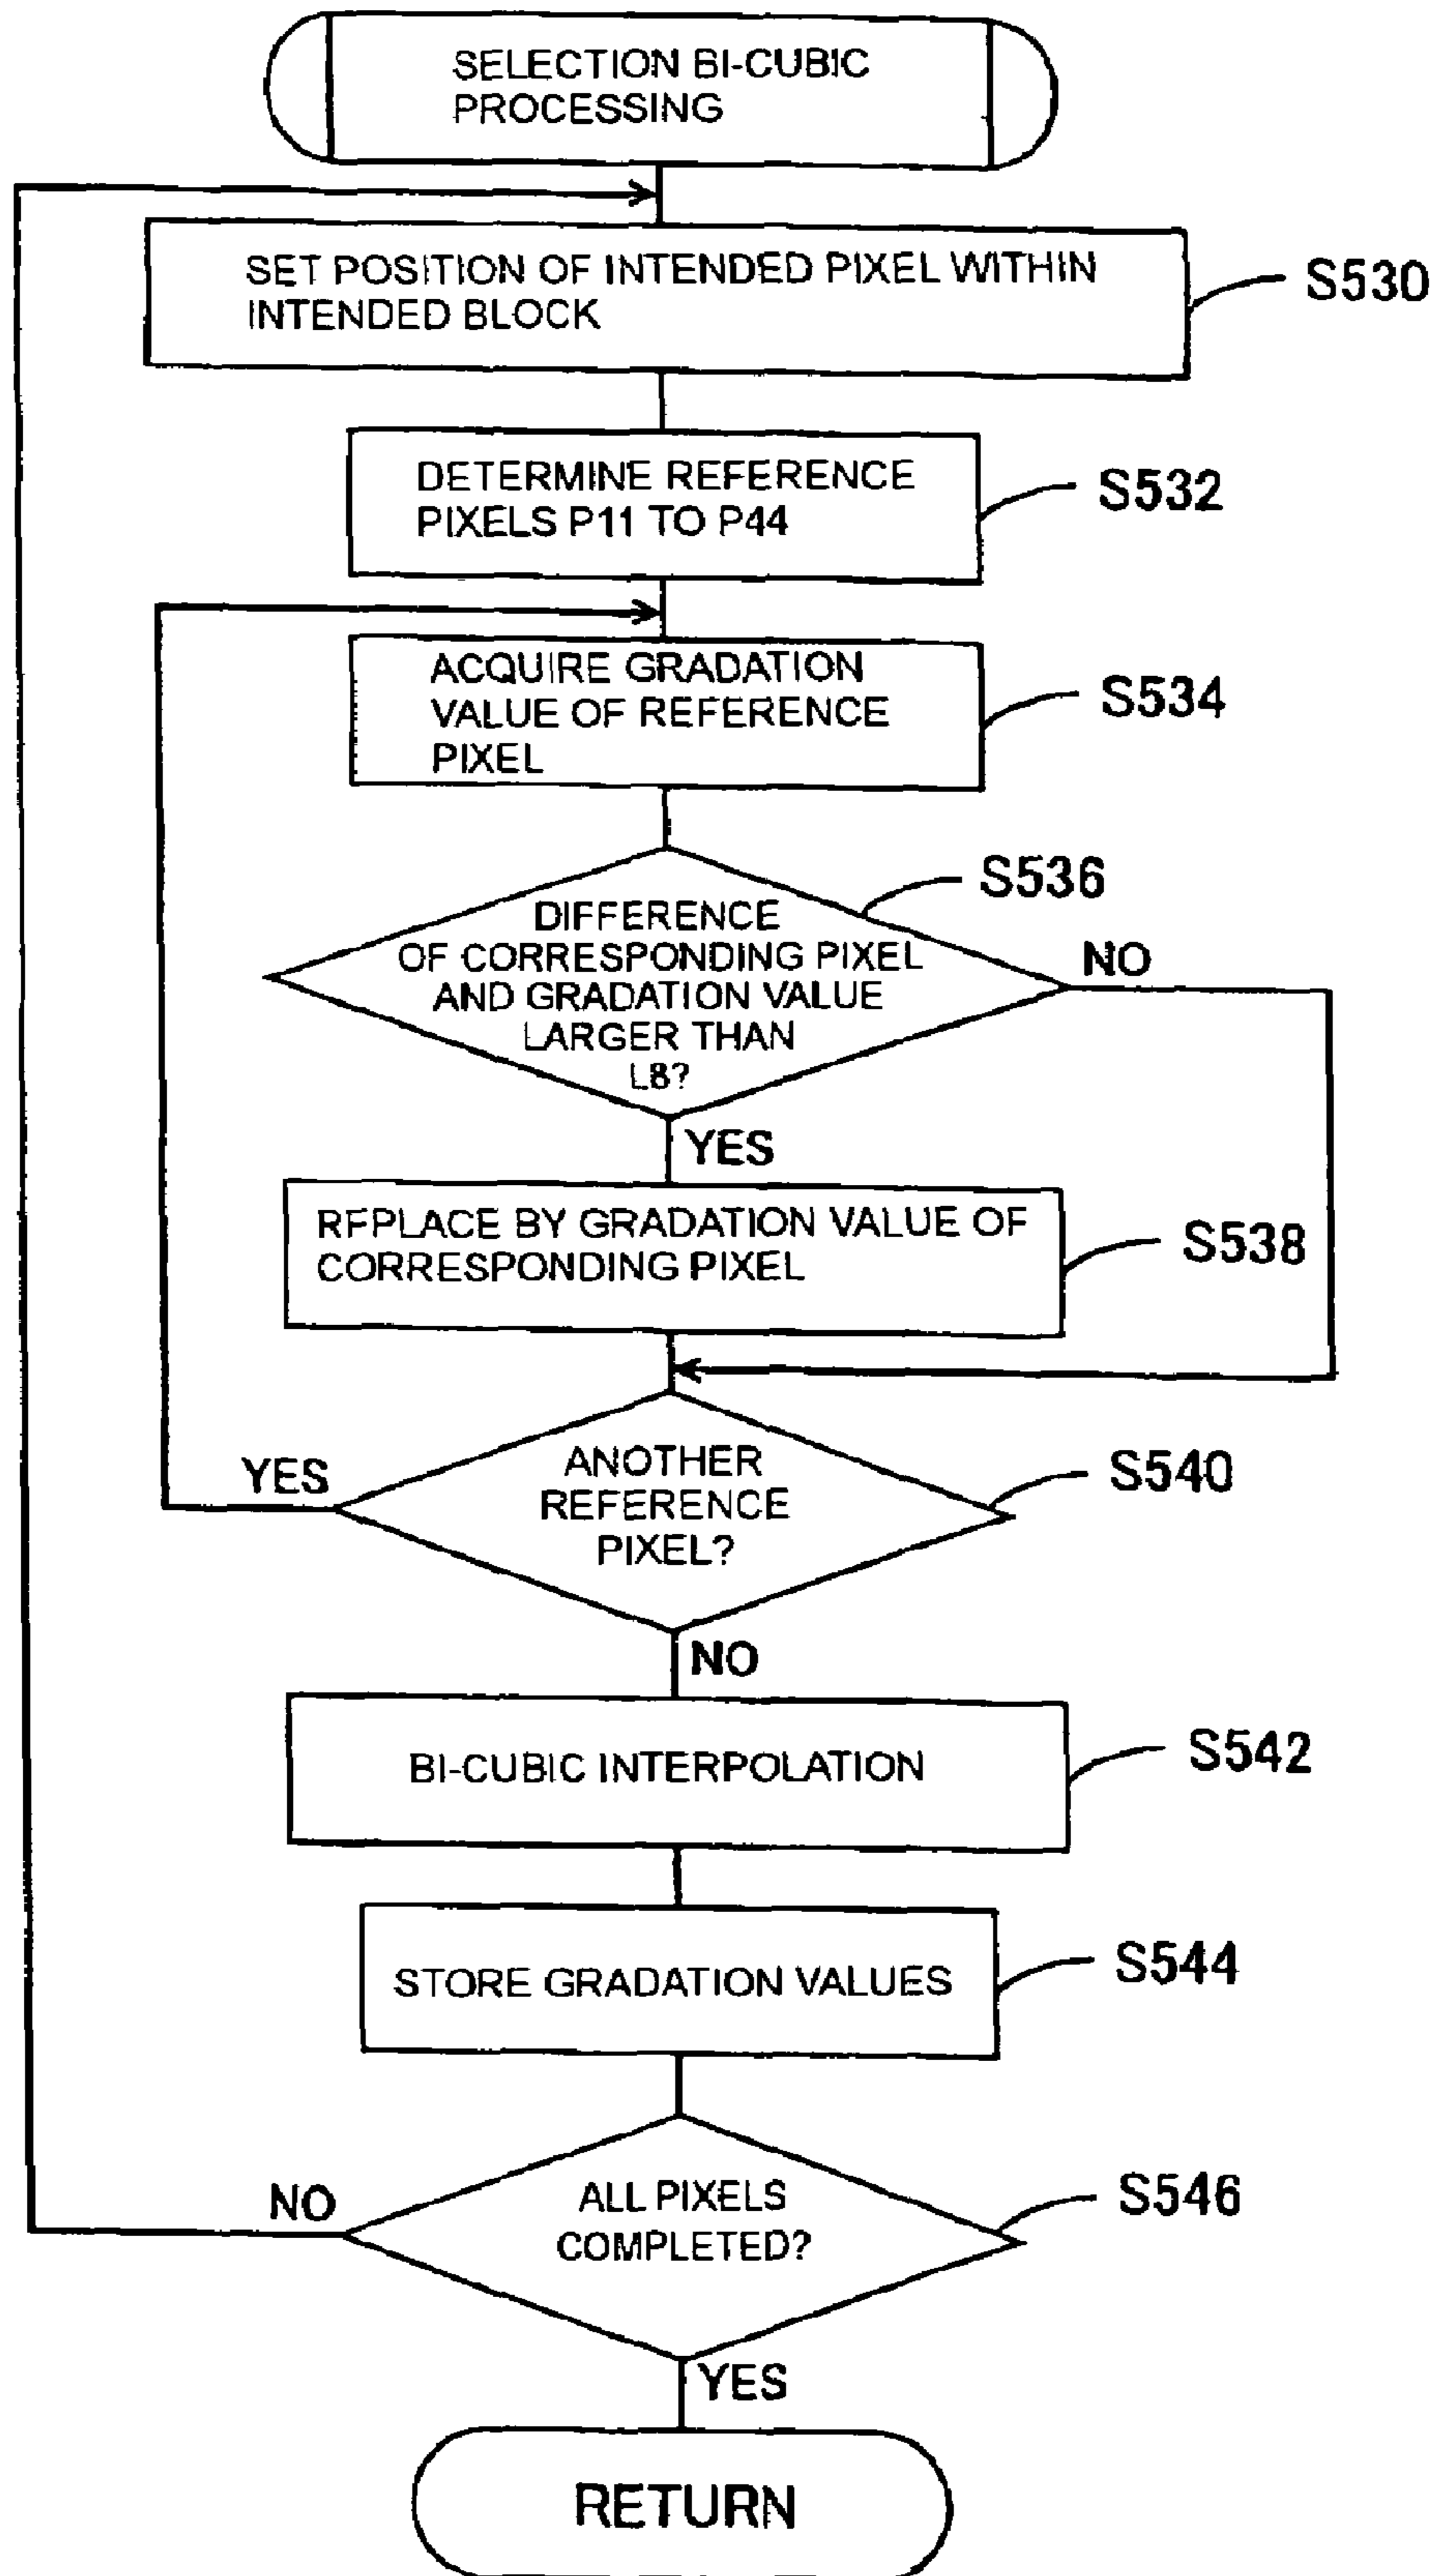 SELECTION BI-CUBIC
PROCESSING
SET POSITION OF INTENDED PIXEL WITHIN
INTENDED BLOCK
S530
DETERMINE REFERENCE
PIXELS P11 TO P44
S532
ACQUIRE GRADATION
VALUE OF REFERENCE
PIXEL
S534
S536
DIFFERENCE
OF CORRESPONDING PIXEL
AND GRADATION VALUE
LARGER THAN
L8?
NO
YES
REPLACE BY GRADATION VALUE OF
CORRESPONDING PIXEL
S538
YES
ANOTHER
REFERENCE
PIXEL?
S540
NO
BI-CUBIC INTERPOLATION
S542
STORE GRADATION VALUES
S544
NO
ALL PIXELS
COMPLETED?
S546
YES
RETURN